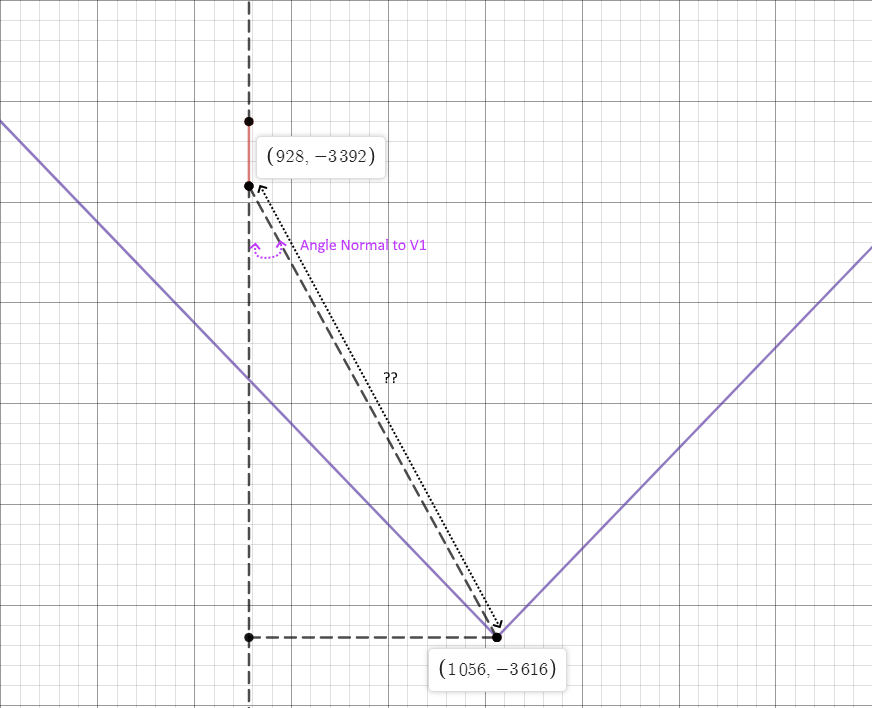 (928, −3392)
Angle Normal to V1
??
(1056, −3616)